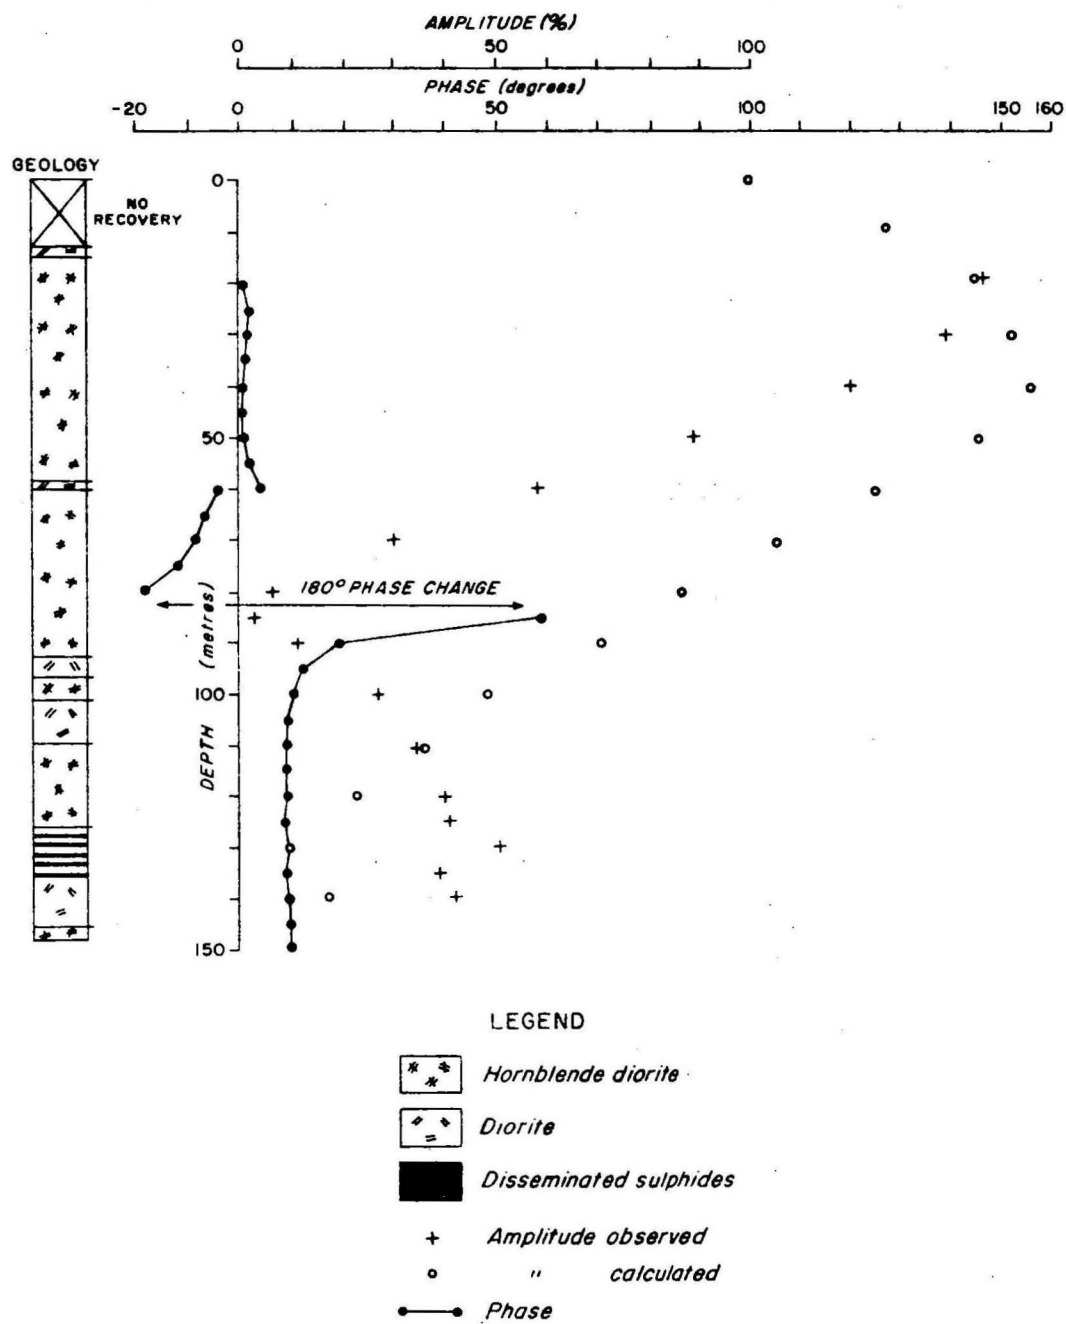 AMPLITUDE (%)
0 50 100
PHASE (degrees)
-20 0 50 100 150 160
GEOLOGY
NO
RECOVERY
0
50
180° PHASE CHANGE
100
150
DEPTH (metres)
LEGEND
Hornblende diorite
Diorite
Disseminated sulphides
Amplitude observed
" calculated
Phase